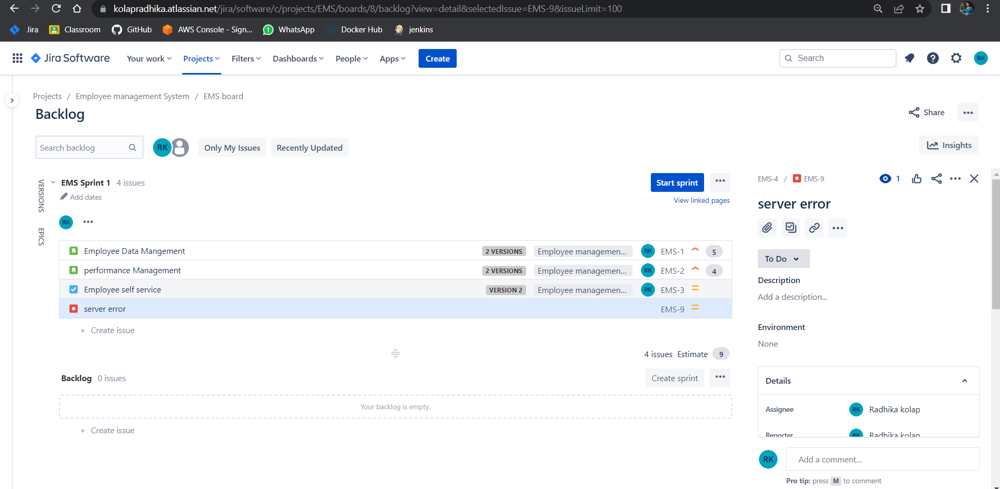 kolapradhika.atlassian.net/jira/software/c/projects/EMS/boards/8/backlog?view=detail&selectedIssue=EMS-9&issueLimit=100
Jira Classroom GitHub AWS Console - Sign... WhatsApp Docker Hub jenkins
Jira Software Your work Projects Filters Dashboards People Apps Create Search RK
Projects / Employee management System / EMS board
Backlog
Share
Search backlog RK Only My Issues Recently Updated
Insights
VERSIONS
EPICS
EMS Sprint 1 4 issues
Start sprint
Add dates
View linked pages
RK
Employee Data Mangement 2 VERSIONS Employee managemen... RK EMS-1 5
performance Management 2 VERSIONS Employee managemen... RK EMS-2 4
Employee self service VERSION 2 Employee managemen... RK EMS-3
server error EMS-9
+ Create issue
4 issues Estimate 9
Backlog 0 issues
Create sprint
Your backlog is empty.
+ Create issue
EMS-4 / EMS-9 1
server error
To Do
Description
Add a description...
Environment
None
Details
Assignee RK Radhika kolap
Reporter RK Radhika kolap
RK Add a comment...
Pro tip: press M to comment